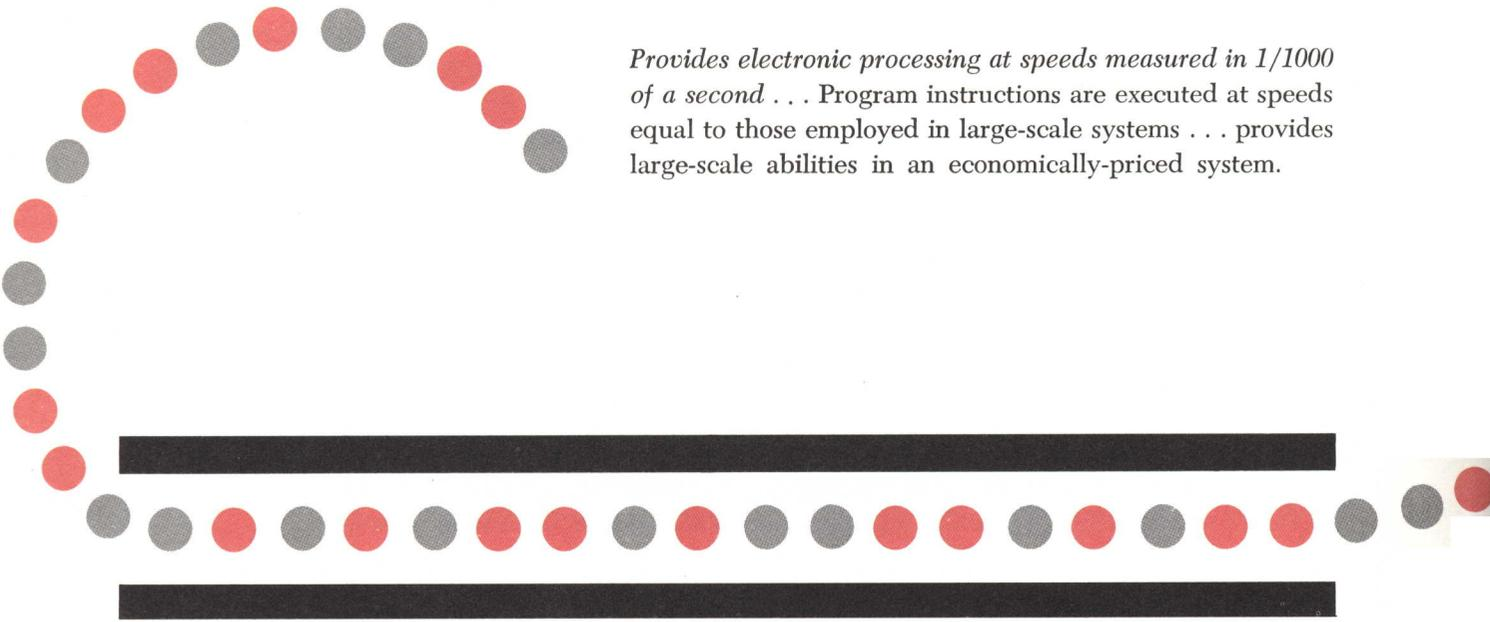 Provides electronic processing at speeds measured in 1/1000
of a second . . . Program instructions are executed at speeds
equal to those employed in large-scale systems . . . provides
large-scale abilities in an economically-priced system.